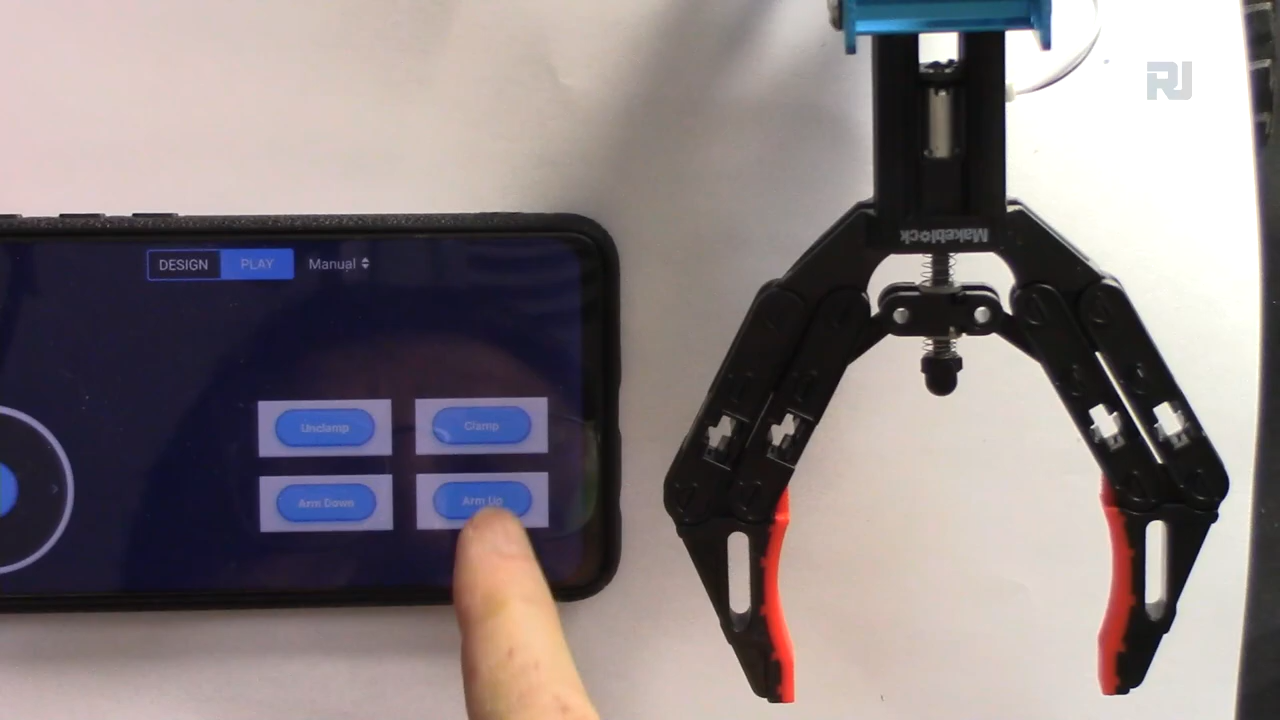 RJ
DESIGN PLAY Manual
Makeblock
Unclamp Clamp
Arm Down Arm Up